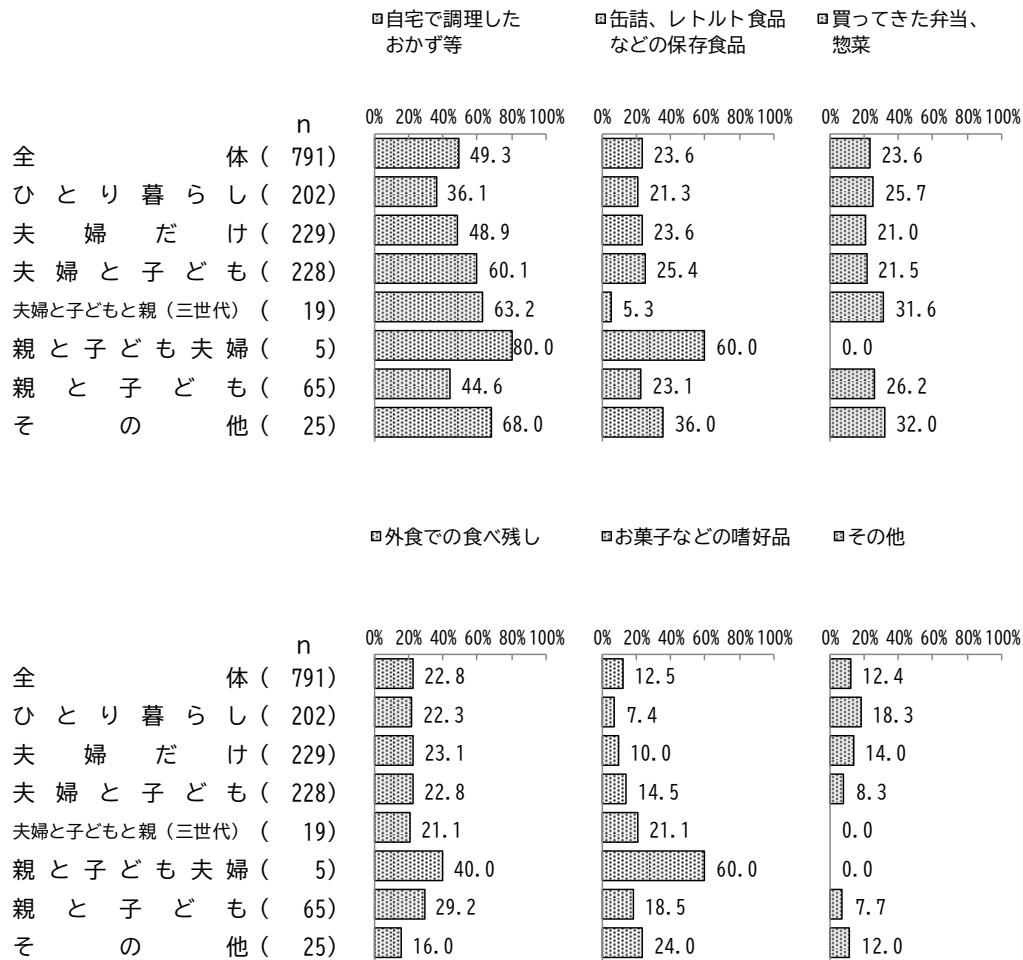 自宅で調理した 缶詰、レトルト食品 買ってきた弁当、
おかず等 などの保存食品 惣菜
0% 20% 40% 60% 80% 100% 0% 20% 40% 60% 80% 100% 0% 20% 40% 60% 80% 100%
n
全体( 791) 49.3 23.6 23.6
ひとり暮らし( 202) 36.1 21.3 25.7
夫婦だけ( 229) 48.9 23.6 21.0
夫婦と子ども( 228) 60.1 25.4 21.5
夫婦と子どもと親（三世代）( 19) 63.2 5.3 31.6
親と子ども夫婦( 5) 80.0 60.0 0.0
親と子ども( 65) 44.6 23.1 26.2
その他( 25) 68.0 36.0 32.0
外食での食べ残し お菓子などの嗜好品 その他
0% 20% 40% 60% 80% 100% 0% 20% 40% 60% 80% 100% 0% 20% 40% 60% 80% 100%
n
全体( 791) 22.8 12.5 12.4
ひとり暮らし( 202) 22.3 7.4 18.3
夫婦だけ( 229) 23.1 10.0 14.0
夫婦と子ども( 228) 22.8 14.5 8.3
夫婦と子どもと親（三世代）( 19) 21.1 21.1 0.0
親と子ども夫婦( 5) 40.0 60.0 0.0
親と子ども( 65) 29.2 18.5 7.7
その他( 25) 16.0 24.0 12.0